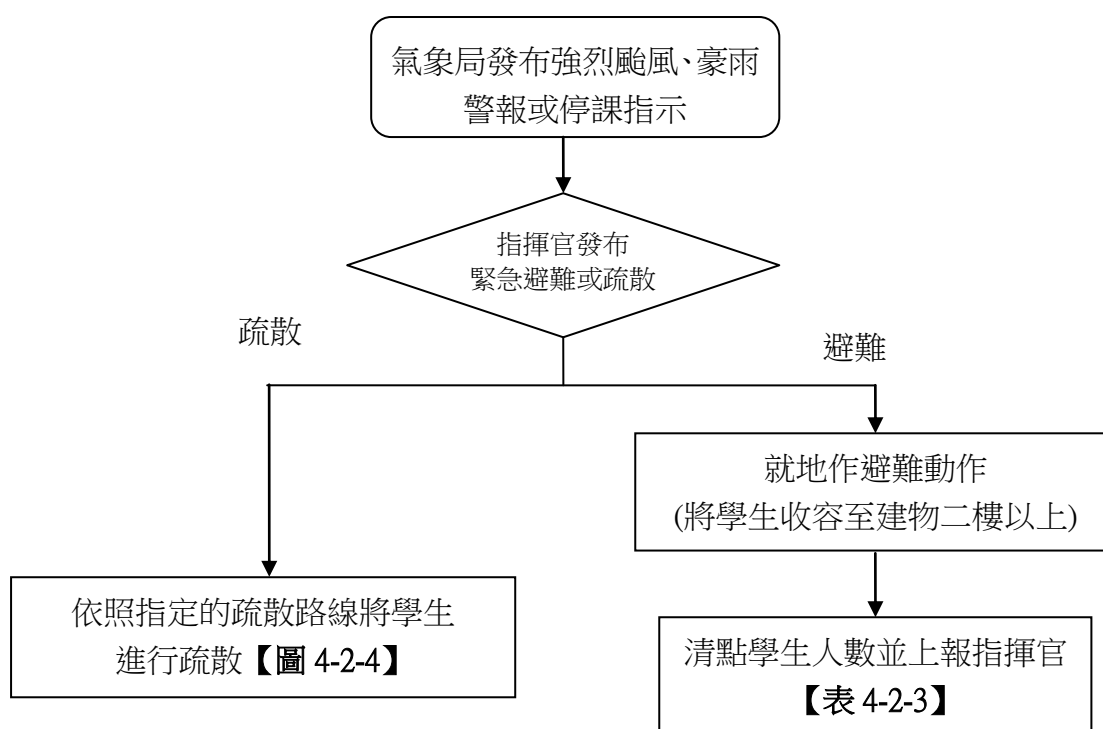 氣象局發布強烈颱風、豪雨
警報或停課指示
指揮官發布
緊急避難或疏散
疏散
避難
就地作避難動作
(將學生收容至建物二樓以上)
依照指定的疏散路線將學生
進行疏散【圖 4-2-4】
清點學生人數並上報指揮官
【表 4-2-3】